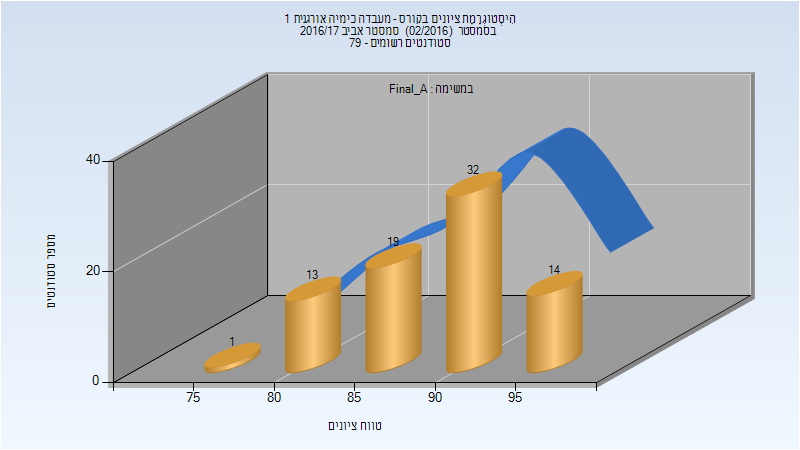 היסטוגרמת ציונים בקורס - מעבדה כימיה אורגנית 1
בסמסטר (02/2016) סמסטר אביב 2016/17
סטודנטים רשומים - 79
במשימה : Final_A
מספר סטודנטים
40
20
0
1
13
19
32
14
75
80
85
90
95
טווח ציונים